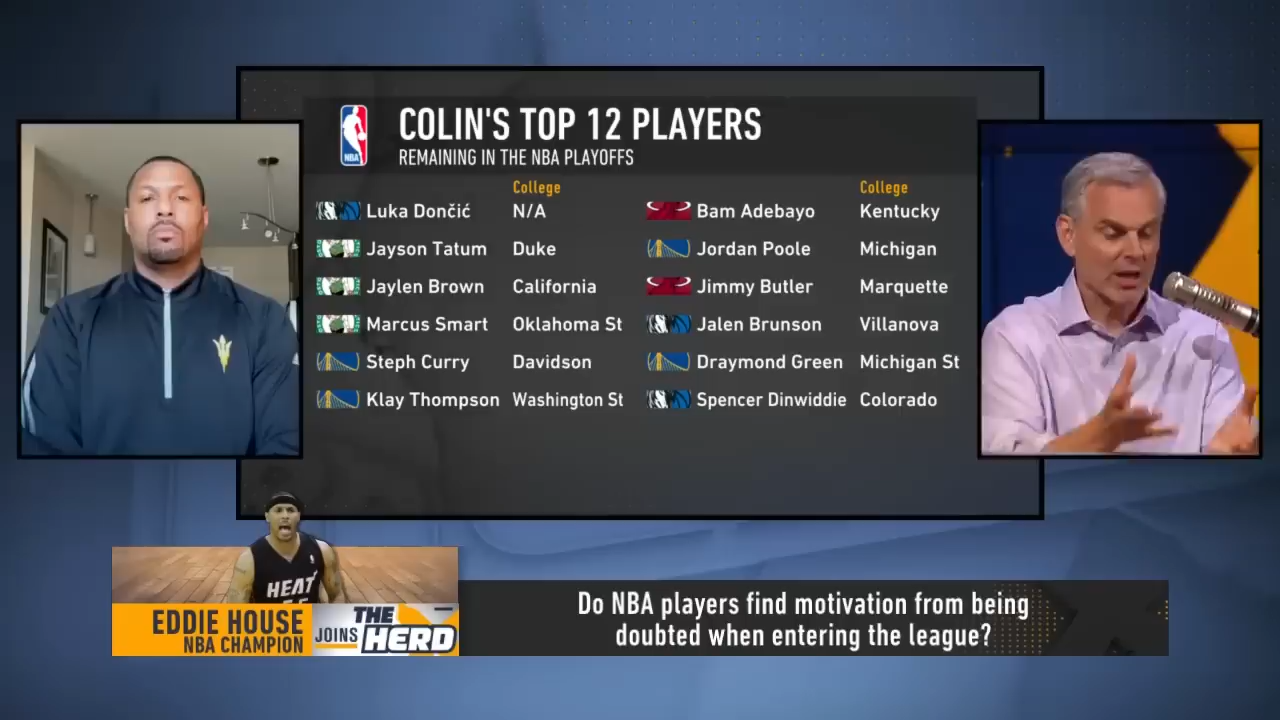 COLIN'S TOP 12 PLAYERS
REMAINING IN THE NBA PLAYOFFS
NBA
College College
Luka Dončić N/A Bam Adebayo Kentucky
Jayson Tatum Duke Jordan Poole Michigan
Jaylen Brown California Jimmy Butler Marquette
Marcus Smart Oklahoma St Jalen Brunson Villanova
Steph Curry Davidson Draymond Green Michigan St
Klay Thompson Washington St Spencer Dinwiddie Colorado
HEAT
EDDIE HOUSE
NBA CHAMPION
JOINS THE HERD
Do NBA players find motivation from being
doubted when entering the league?